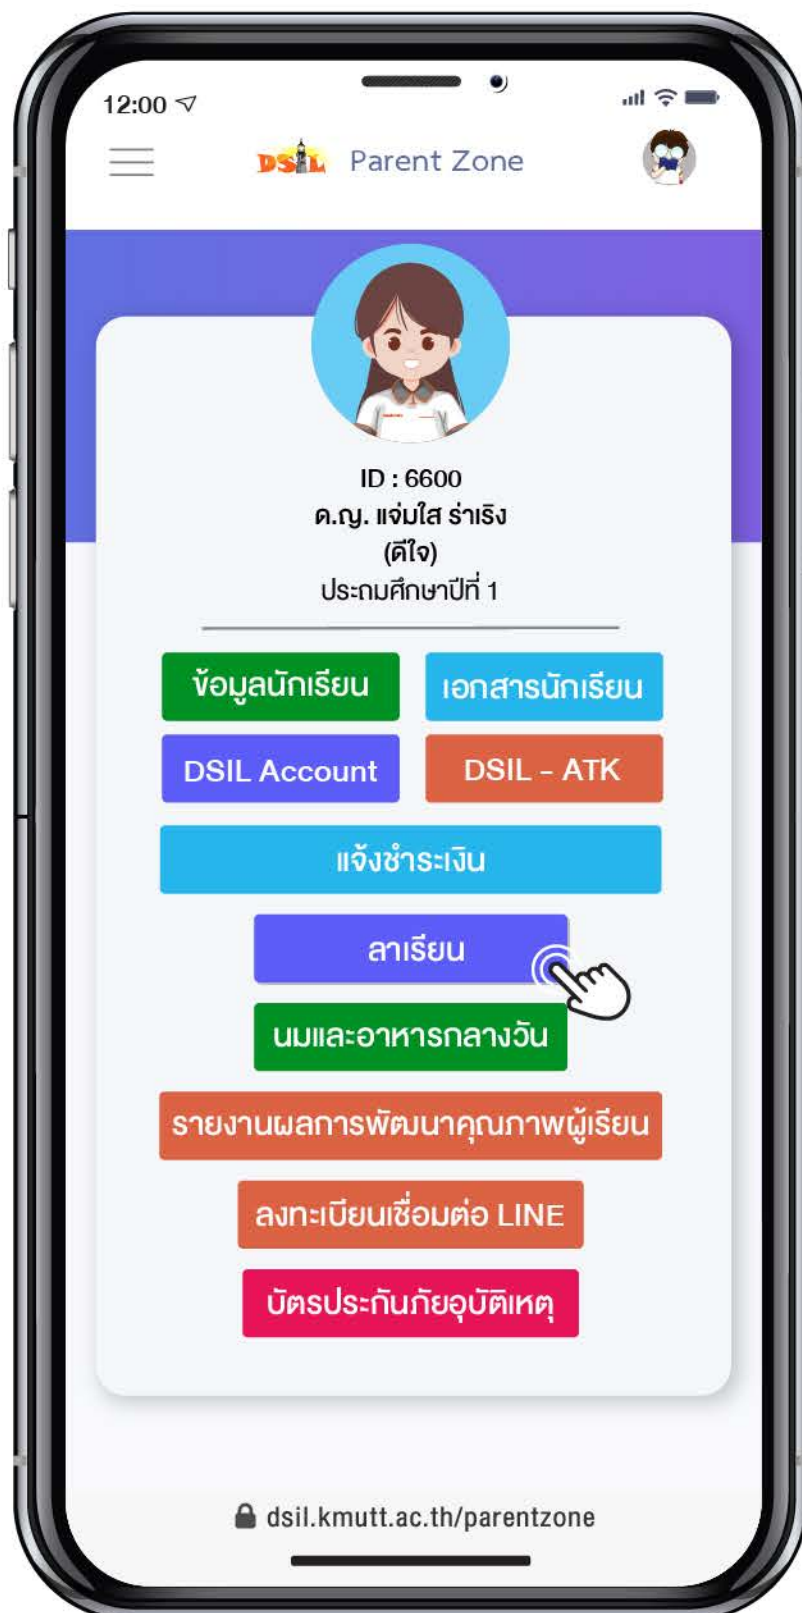 12:00
DSIL Parent Zone
ID : 6600
ด.ญ. แจ่มใส ร่าเริง
(ดีใจ)
ประถมศึกษาปีที่ 1
ข้อมูลนักเรียน
เอกสารนักเรียน
DSIL Account
DSIL - ATK
แจ้งชำระเงิน
ลาเรียน
นมและอาหารกลางวัน
รายงานผลการพัฒนาคุณภาพผู้เรียน
ลงทะเบียนเชื่อมต่อ LINE
บัตรประกันภัยอุบัติเหตุ
dsil.kmutt.ac.th/parentzone